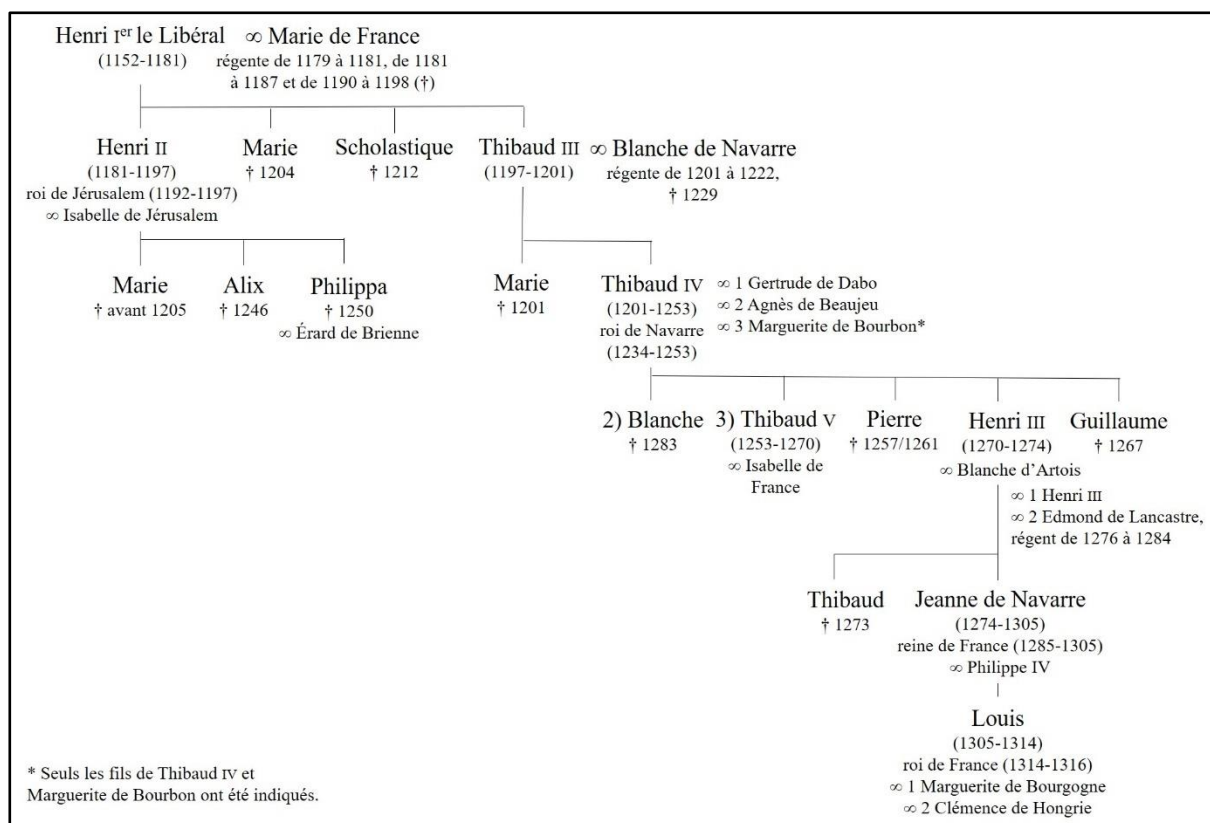 Henri Ier le Libéral ∞ Marie de France
(1152-1181) régente de 1179 à 1181, de 1181
à 1187 et de 1190 à 1198 (†)
Henri II
(1181-1197)
roi de Jérusalem (1192-1197)
∞ Isabelle de Jérusalem
Marie
† 1204
Scholastique
† 1212
Thibaud III
(1197-1201)
∞ Blanche de Navarre
régente de 1201 à 1222,
† 1229
Marie
† avant 1205
Alix
† 1246
Philippa
† 1250
∞ Érard de Brienne
Marie
† 1201
Thibaud IV
(1201-1253)
roi de Navarre
(1234-1253)
∞ 1 Gertrude de Dabo
∞ 2 Agnès de Beaujeu
∞ 3 Marguerite de Bourbon*
2) Blanche
† 1283
3) Thibaud V
(1253-1270)
∞ Isabelle de
France
Pierre
† 1257/1261
Henri III
(1270-1274)
∞ Blanche d’Artois
Guillaume
† 1267
∞ 1 Henri III
∞ 2 Edmond de Lancastre,
régent de 1276 à 1284
Thibaud
† 1273
Jeanne de Navarre
(1274-1305)
reine de France (1285-1305)
∞ Philippe IV
Louis
(1305-1314)
roi de France (1314-1316)
∞ 1 Marguerite de Bourgogne
∞ 2 Clémence de Hongrie
* Seuls les fils de Thibaud IV et
Marguerite de Bourbon ont été indiqués.